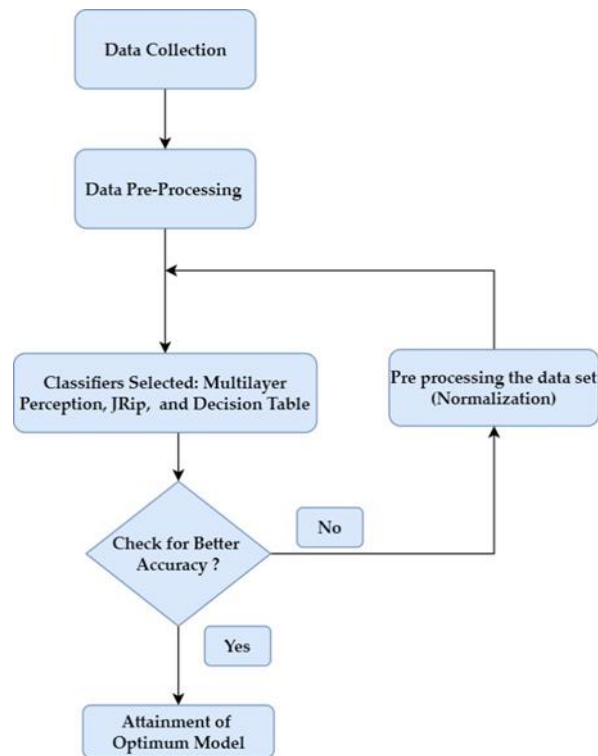 Data Collection
Data Pre-Processing
Classifiers Selected: Multilayer
Perception, JRip, and Decision Table
Pre processing the data set
(Normalization)
Check for Better
Accuracy ?
No
Yes
Attainment of
Optimum Model